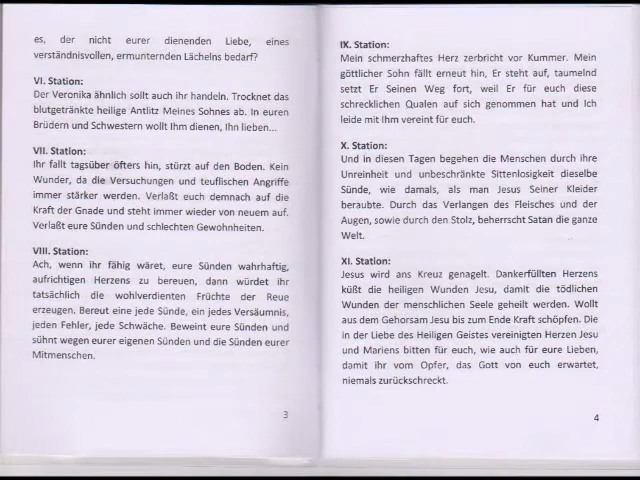 es, der nicht eurer dienenden Liebe, eines
verständnisvollen, ermunternden Lächelns bedarf?
VI. Station:
Der Veronika ähnlich sollt auch ihr handeln. Trocknet das
blutgetränkte heilige Antlitz Meines Sohnes ab. In euren
Brüdern und Schwestern wollt Ihm dienen, Ihn lieben...
VII. Station:
Ihr fallt tagsüber öfters hin, stürzt auf den Boden. Kein
Wunder, da die Versuchungen und teuflischen Angriffe
immer stärker werden. Verlaßt euch demnach auf die
Kraft der Gnade und steht immer wieder von neuem auf.
Verlaßt eure Sünden und schlechten Gewohnheiten.
VIII. Station:
Ach, wenn ihr fähig wäret, eure Sünden wahrhaftig,
aufrichtigen Herzens zu bereuen, dann würdet ihr
tatsächlich die wohlverdienten Früchte der Reue
erzeugen. Bereut eine jede Sünde, ein jedes Versäumnis,
jeden Fehler, jede Schwäche. Beweint eure Sünden und
sühnt wegen eurer eigenen Sünden und die Sünden eurer
Mitmenschen.
3
IX. Station:
Mein schmerzhaftes Herz zerbricht vor Kummer. Mein
göttlicher Sohn fällt erneut hin, Er steht auf, taumelnd
setzt Er Seinen Weg fort, weil Er für euch diese
schrecklichen Qualen auf sich genommen hat und Ich
leide mit Ihm vereint für euch.
X. Station:
Und in diesen Tagen begehen die Menschen durch ihre
Unreinheit und unbeschränkte Sittenlosigkeit dieselbe
Sünde, wie damals, als man Jesus Seiner Kleider
beraubte. Durch das Verlangen des Fleisches und der
Augen, sowie durch den Stolz, beherrscht Satan die ganze
Welt.
XI. Station:
Jesus wird ans Kreuz genagelt. Dankerfüllten Herzens
küßt die heiligen Wunden Jesu, damit die tödlichen
Wunden der menschlichen Seele geheilt werden. Wollt
aus dem Gehorsam Jesu bis zum Ende Kraft schöpfen. Die
in der Liebe des Heiligen Geistes vereinigten Herzen Jesu
und Mariens bitten für euch, wie auch für eure Lieben,
damit ihr vom Opfer, das Gott von euch erwartet,
niemals zurückschreckt.
4